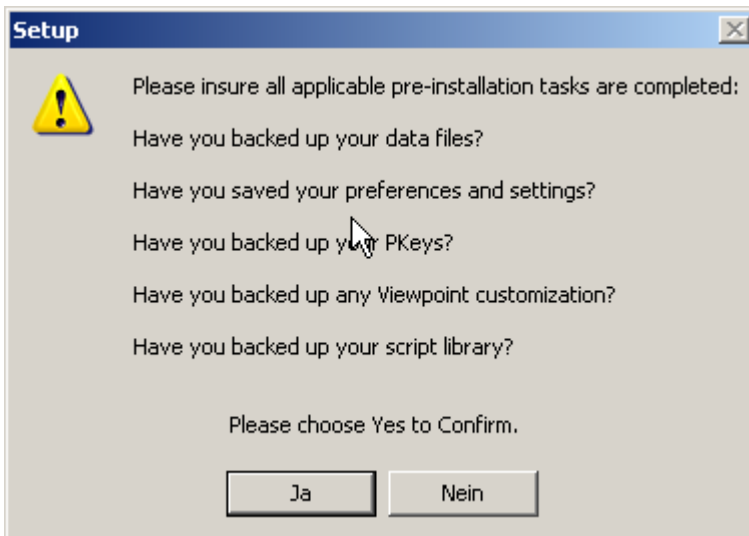 Setup
Please insure all applicable pre-installation tasks are completed:
Have you backed up your data files?
Have you saved your preferences and settings?
Have you backed up your PKeys?
Have you backed up any Viewpoint customization?
Have you backed up your script library?
Please choose Yes to Confirm.
Ja
Nein